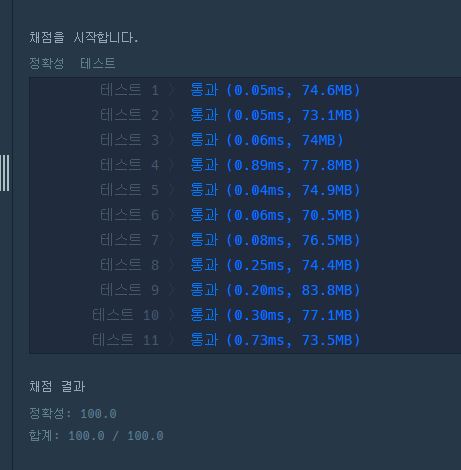 채점을 시작합니다.
정확성 테스트
테스트 1 〉 통과 (0.05ms, 74.6MB)
테스트 2 〉 통과 (0.05ms, 73.1MB)
테스트 3 〉 통과 (0.06ms, 74MB)
테스트 4 〉 통과 (0.89ms, 77.8MB)
테스트 5 〉 통과 (0.04ms, 74.9MB)
테스트 6 〉 통과 (0.06ms, 70.5MB)
테스트 7 〉 통과 (0.08ms, 76.5MB)
테스트 8 〉 통과 (0.25ms, 74.4MB)
테스트 9 〉 통과 (0.20ms, 83.8MB)
테스트 10 〉 통과 (0.30ms, 77.1MB)
테스트 11 〉 통과 (0.73ms, 73.5MB)
채점 결과
정확성: 100.0
합계: 100.0 / 100.0